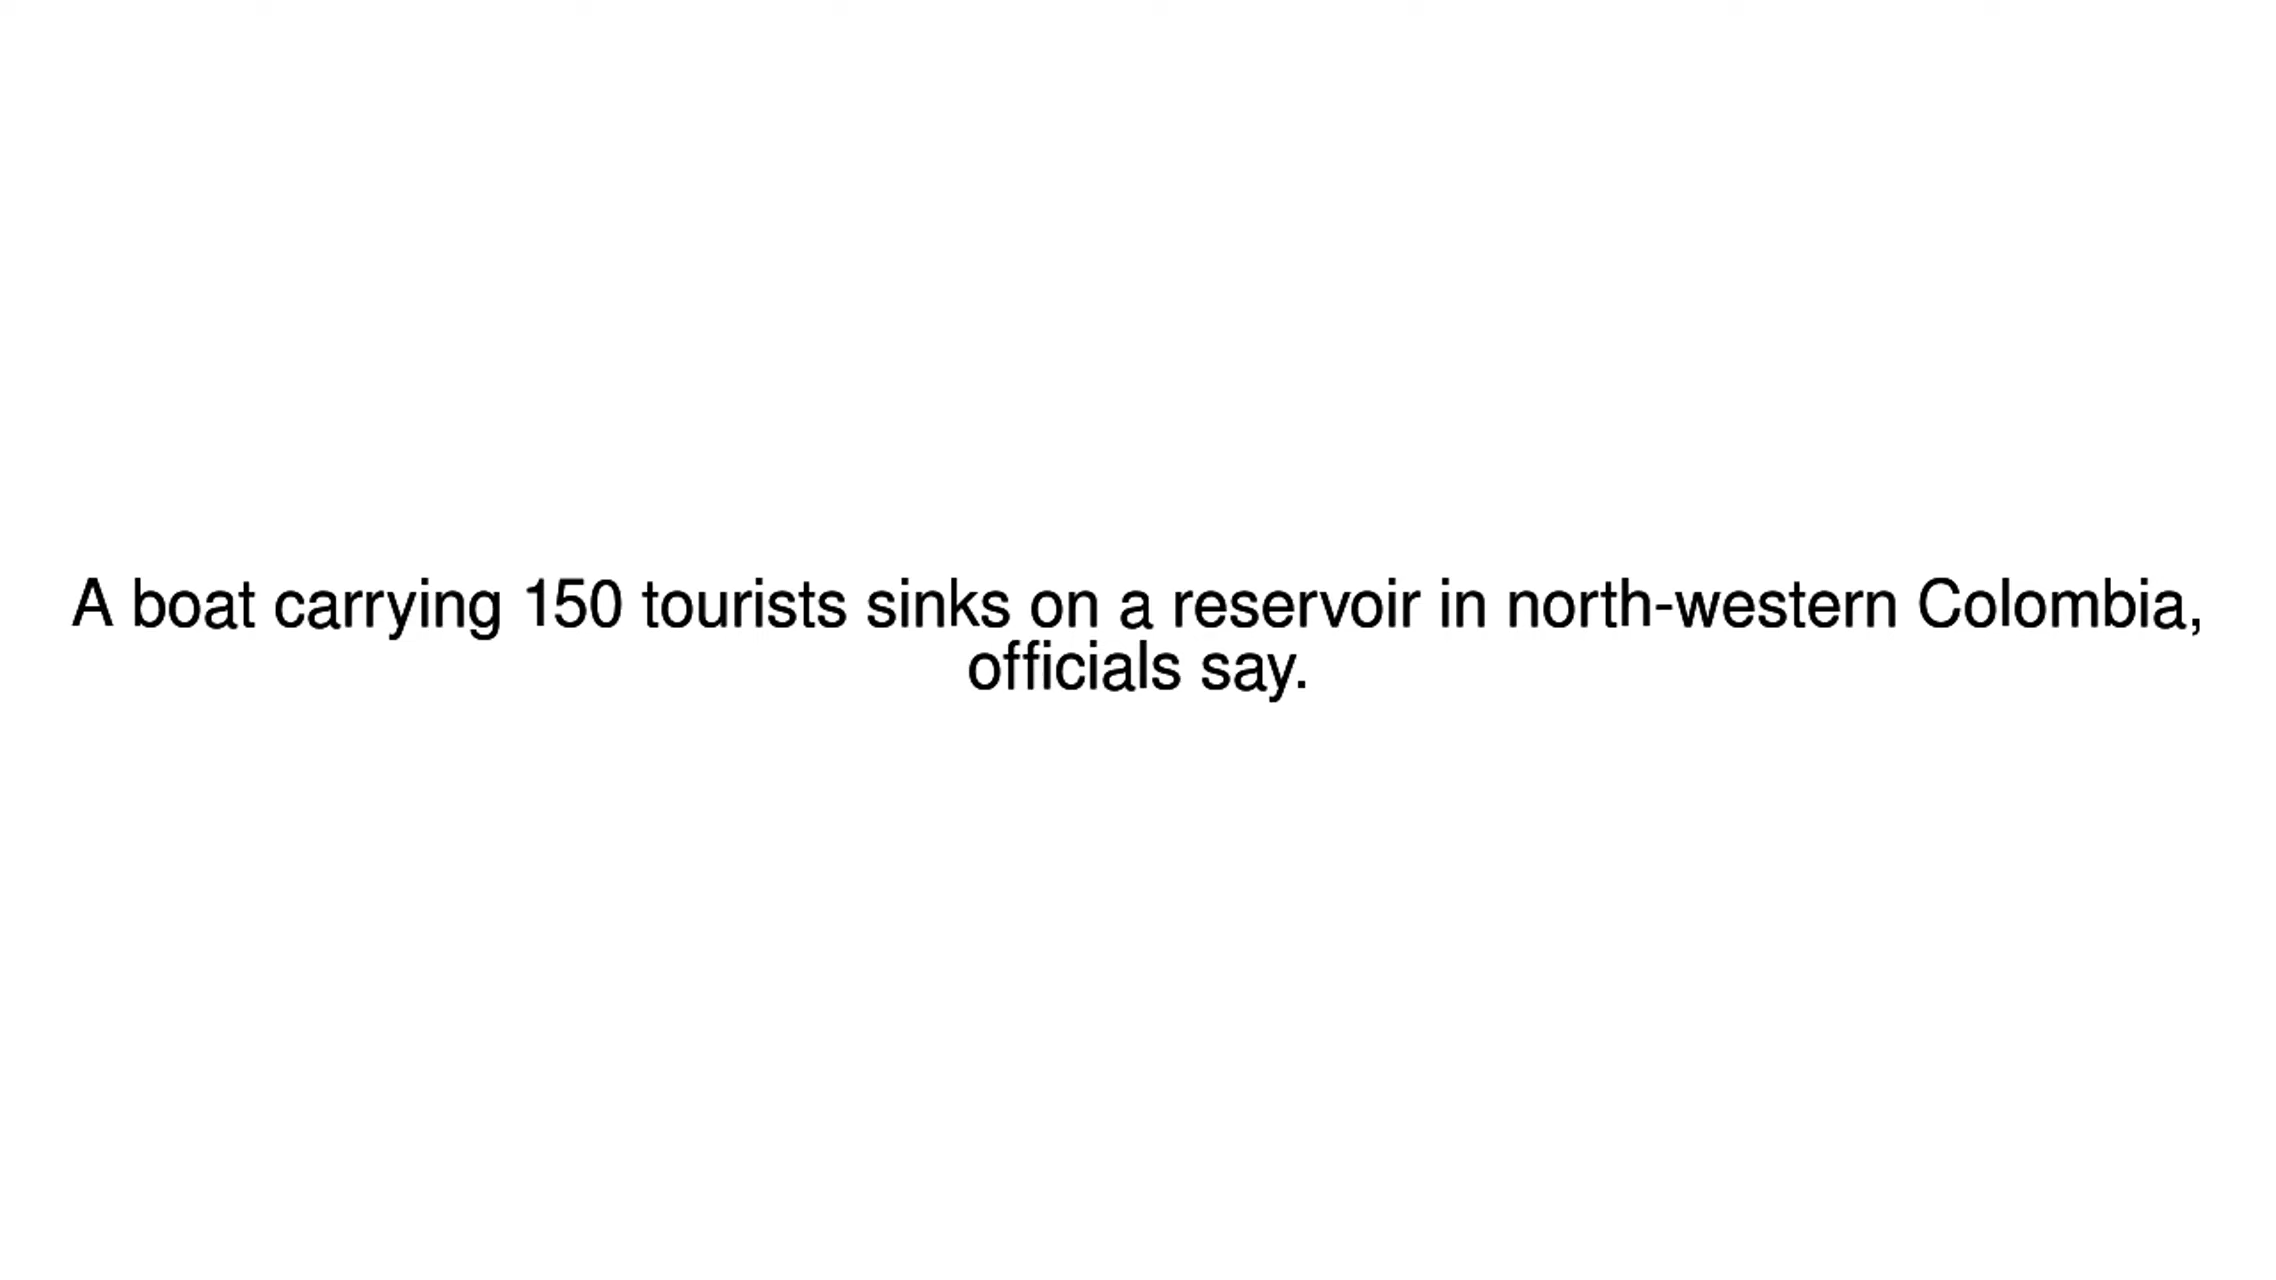 A boat carrying 150 tourists sinks on a reservoir in north-western Colombia,
officials say.